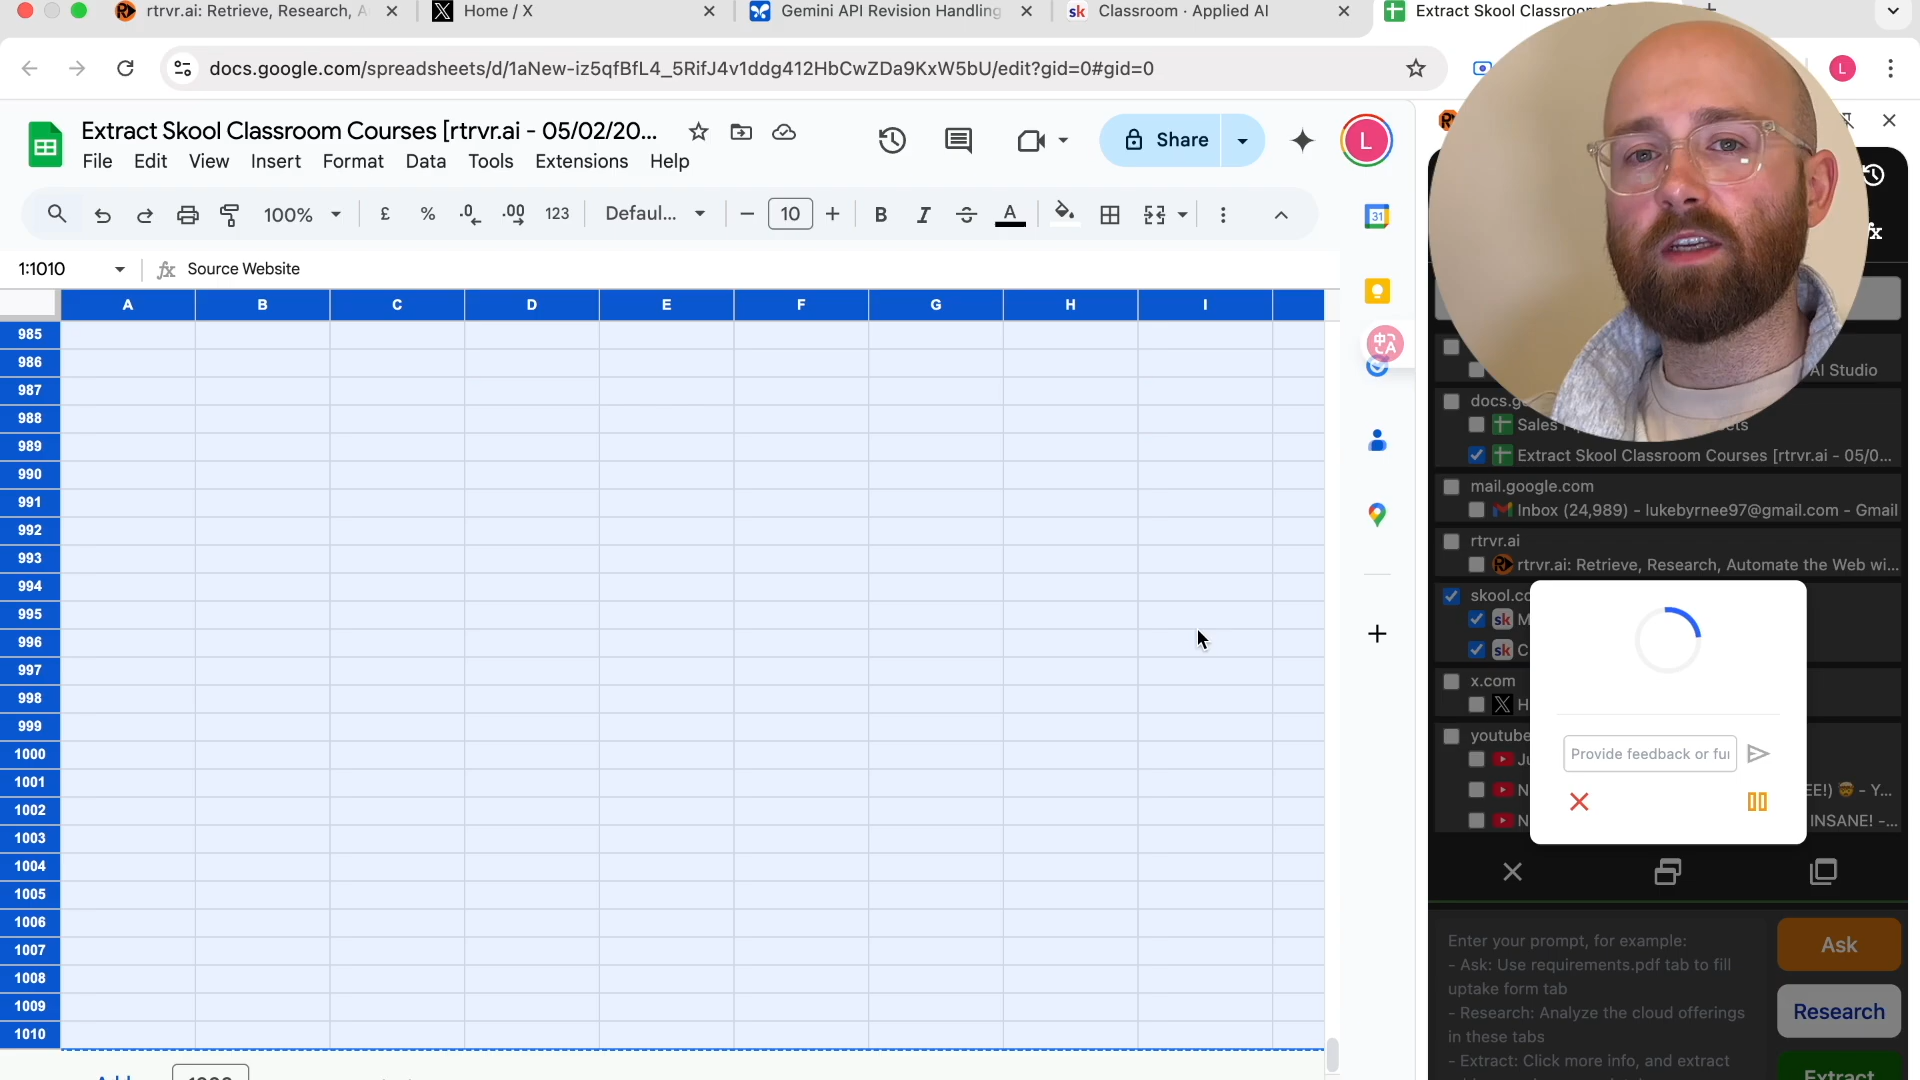 rtrvr.ai: Retrieve, Research, A
Home / X
Gemini API Revision Handling
Classroom · Applied AI
Extract Skool Classroom
docs.google.com/spreadsheets/d/1aNew-iz5qfBfL4_5RifJ4v1ddg412HbCwZDa9KxW5bU/edit?gid=0#gid=0
L
Extract Skool Classroom Courses [rtrvr.ai - 05/02/20...
Share
L
File Edit View Insert Format Data Tools Extensions Help
100% £ % .0 .00 123 Defaul... 10 B I A
31
1:1010 fx Source Website
A B C D E F G H I
985
986
987
988
989
990
991
992
993
994
995
996
997
998
999
1000
1001
1002
1003
1004
1005
1006
1007
1008
1009
1010
AI Studio
docs.g
Sales
ets
Extract Skool Classroom Courses [rtrvr.ai - 05/0...
mail.google.com
Inbox (24,989) - lukebyrnee97@gmail.com - Gmail
rtrvr.ai
rtrvr.ai: Retrieve, Research, Automate the Web wi...
skool.co
sk M
sk C
x.com
H
youtube
Ju
N EE!) 🤯 - Y...
N INSANE! -...
Provide feedback or fu
Enter your prompt, for example:
- Ask: Use requirements.pdf tab to fill
uptake form tab
- Research: Analyze the cloud offerings
in these tabs
- Extract: Click more info, and extract
Ask
Research
Extract